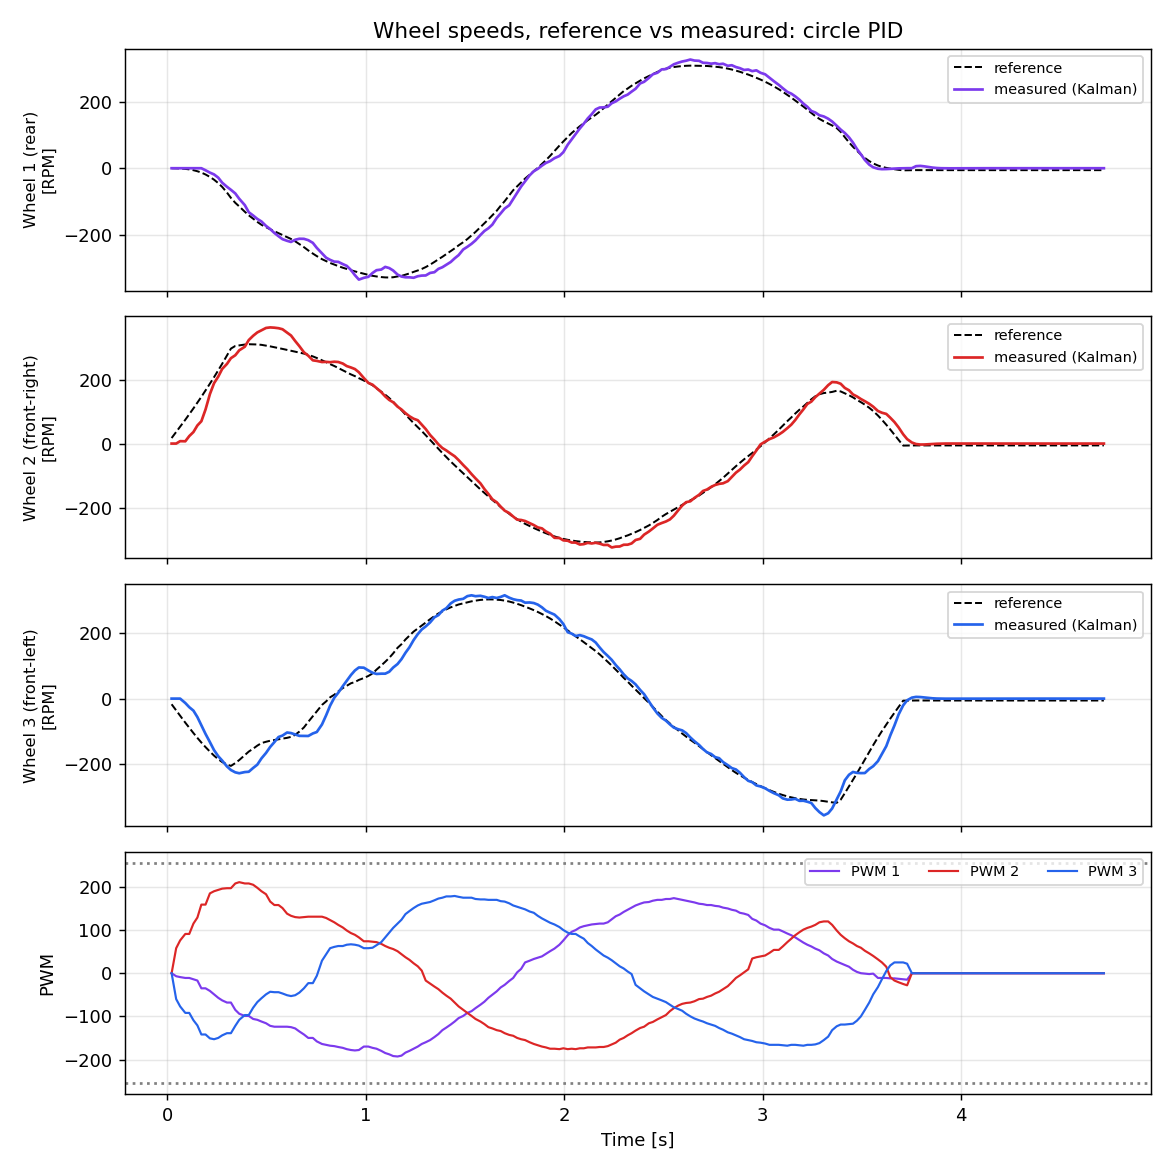 Wheel speeds, reference vs measured: circle PID
Wheel 1 (rear)
[RPM]
200
0
−200
reference
measured (Kalman)
Wheel 2 (front-right)
[RPM]
200
0
−200
reference
measured (Kalman)
Wheel 3 (front-left)
[RPM]
200
0
−200
reference
measured (Kalman)
PWM
200
100
0
−100
−200
PWM 1 PWM 2 PWM 3
0 1 2 3 4
Time [s]